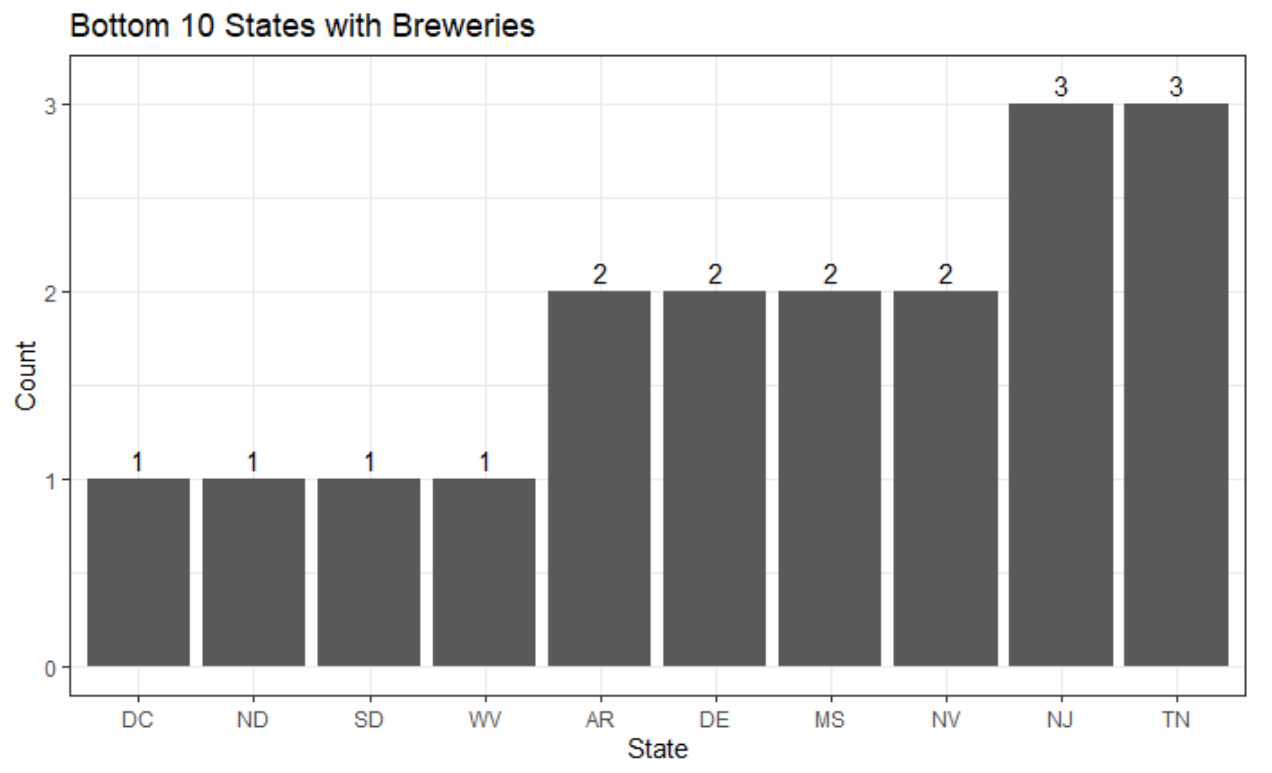 Bottom 10 States with Breweries
3
2
1
0
Count
1 1 1 1 2 2 2 2 3 3
DC ND SD WV AR DE MS NV NJ TN
State